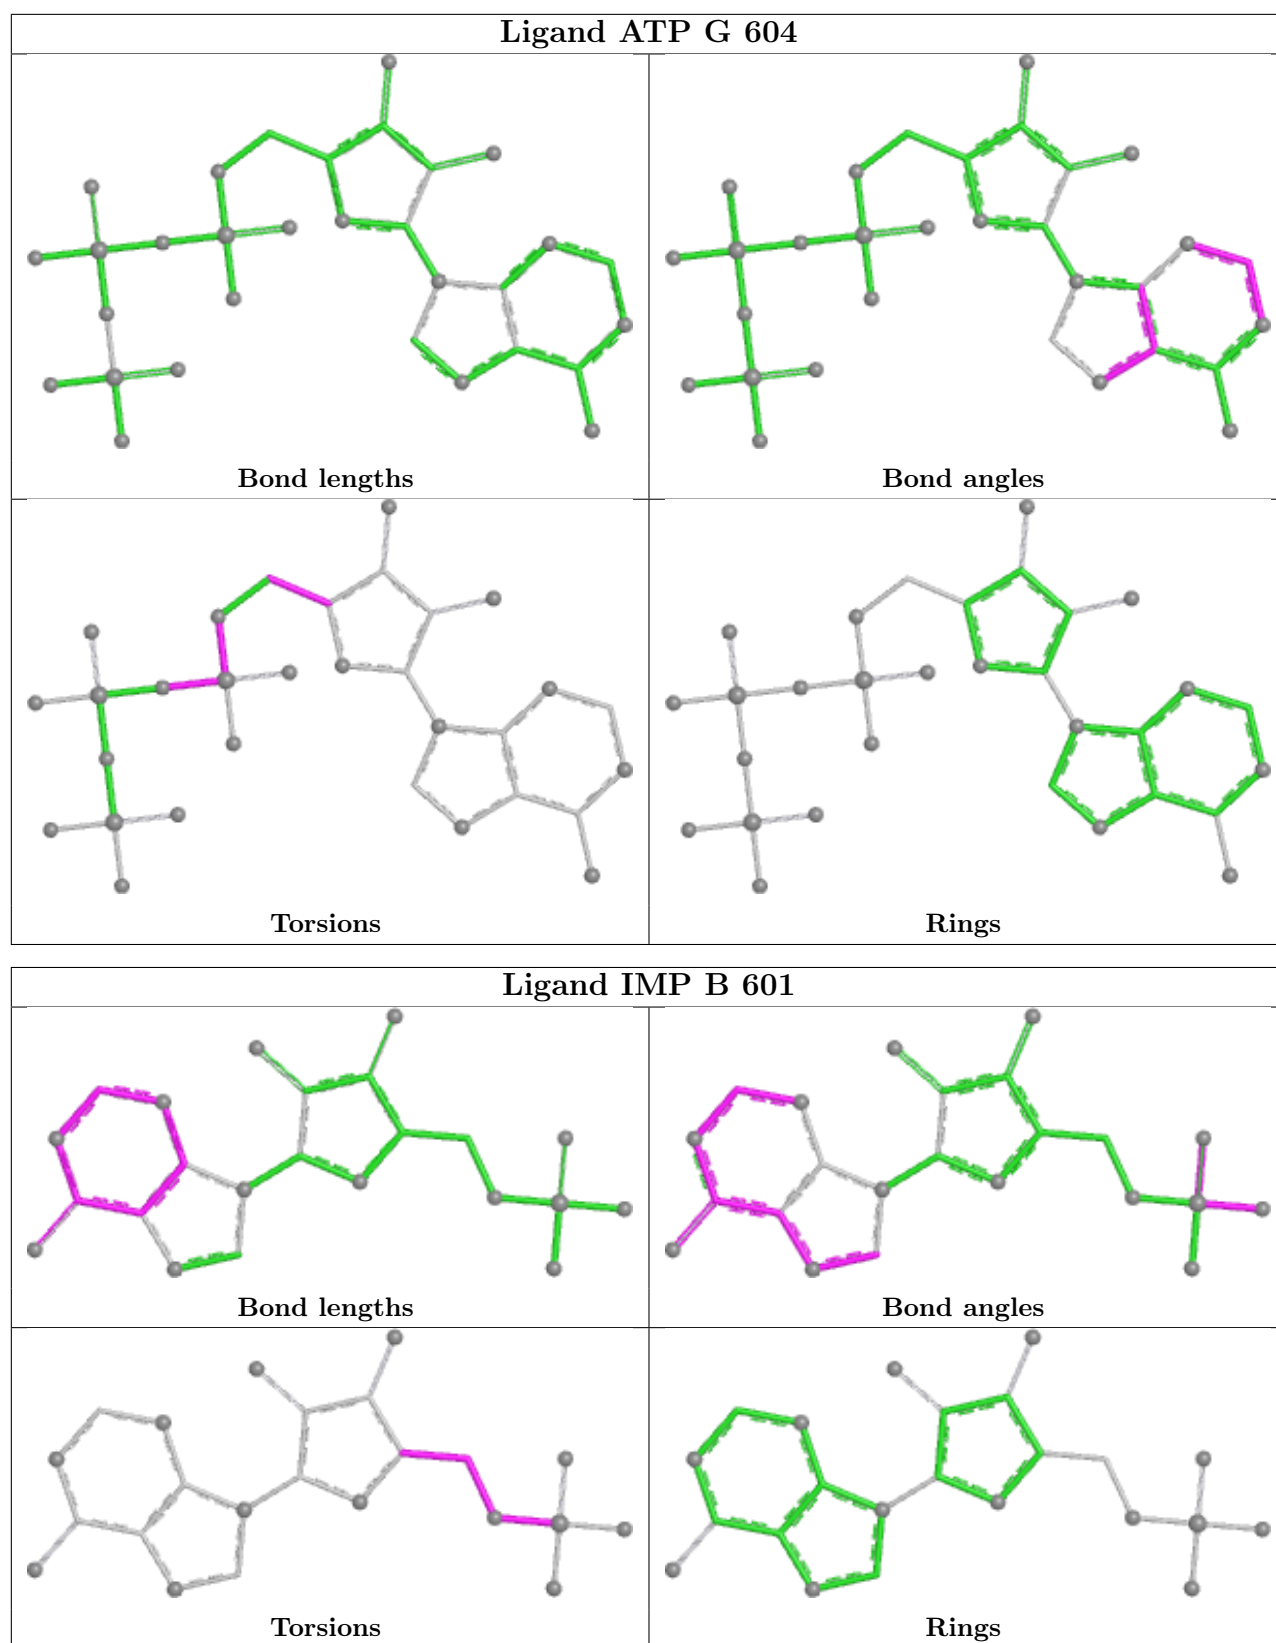 Ligand ATP G 604
Bond lengths
Bond angles
Torsions
Rings
Ligand IMP B 601
Bond lengths
Bond angles
Torsions
Rings